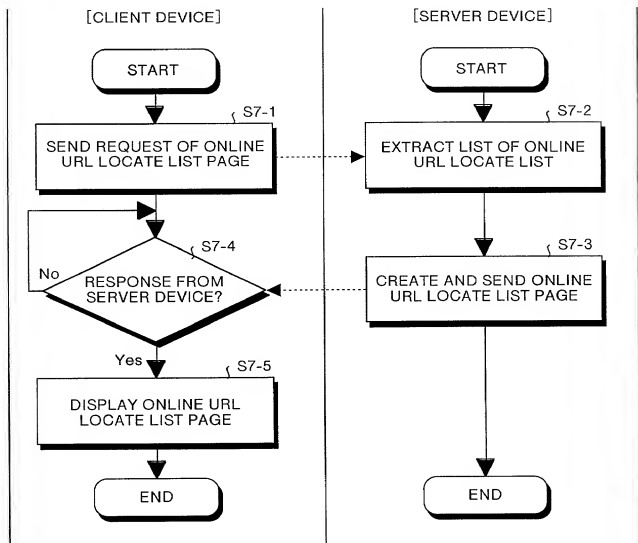 [CLIENT DEVICE]
[SERVER DEVICE]
START
START
S7-1
SEND REQUEST OF ONLINE
URL LOCATE LIST PAGE
S7-2
EXTRACT LIST OF ONLINE
URL LOCATE LIST
S7-4
No
RESPONSE FROM
SERVER DEVICE?
S7-3
CREATE AND SEND ONLINE
URL LOCATE LIST PAGE
Yes
S7-5
DISPLAY ONLINE URL
LOCATE LIST PAGE
END
END